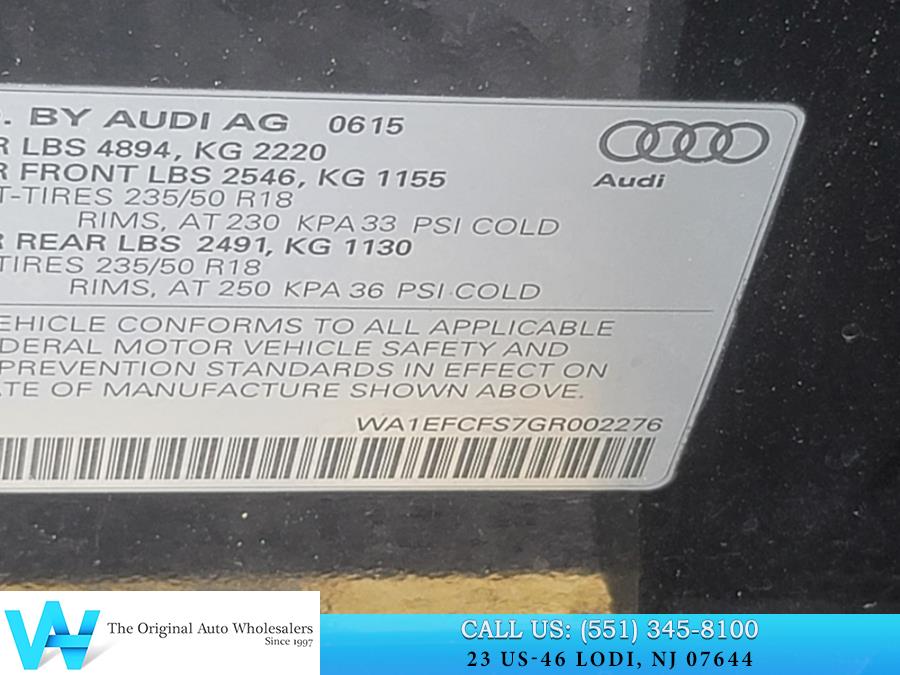 . BY AUDI AG 0615
R LBS 4894, KG 2220
R FRONT LBS 2546, KG 1155
T-TIRES 235/50 R18
RIMS, AT 230 KPA 33 PSI COLD
R REAR LBS 2491, KG 1130
TIRES 235/50 R18
RIMS, AT 250 KPA 36 PSI COLD
Audi
EHICLE CONFORMS TO ALL APPLICABLE
DERAL MOTOR VEHICLE SAFETY AND
PREVENTION STANDARDS IN EFFECT ON
TE OF MANUFACTURE SHOWN ABOVE.
WA1EFCFS7GR002276
The Original Auto Wholesalers
Since 1997
CALL US: (551) 345-8100
23 US-46 LODI, NJ 07644